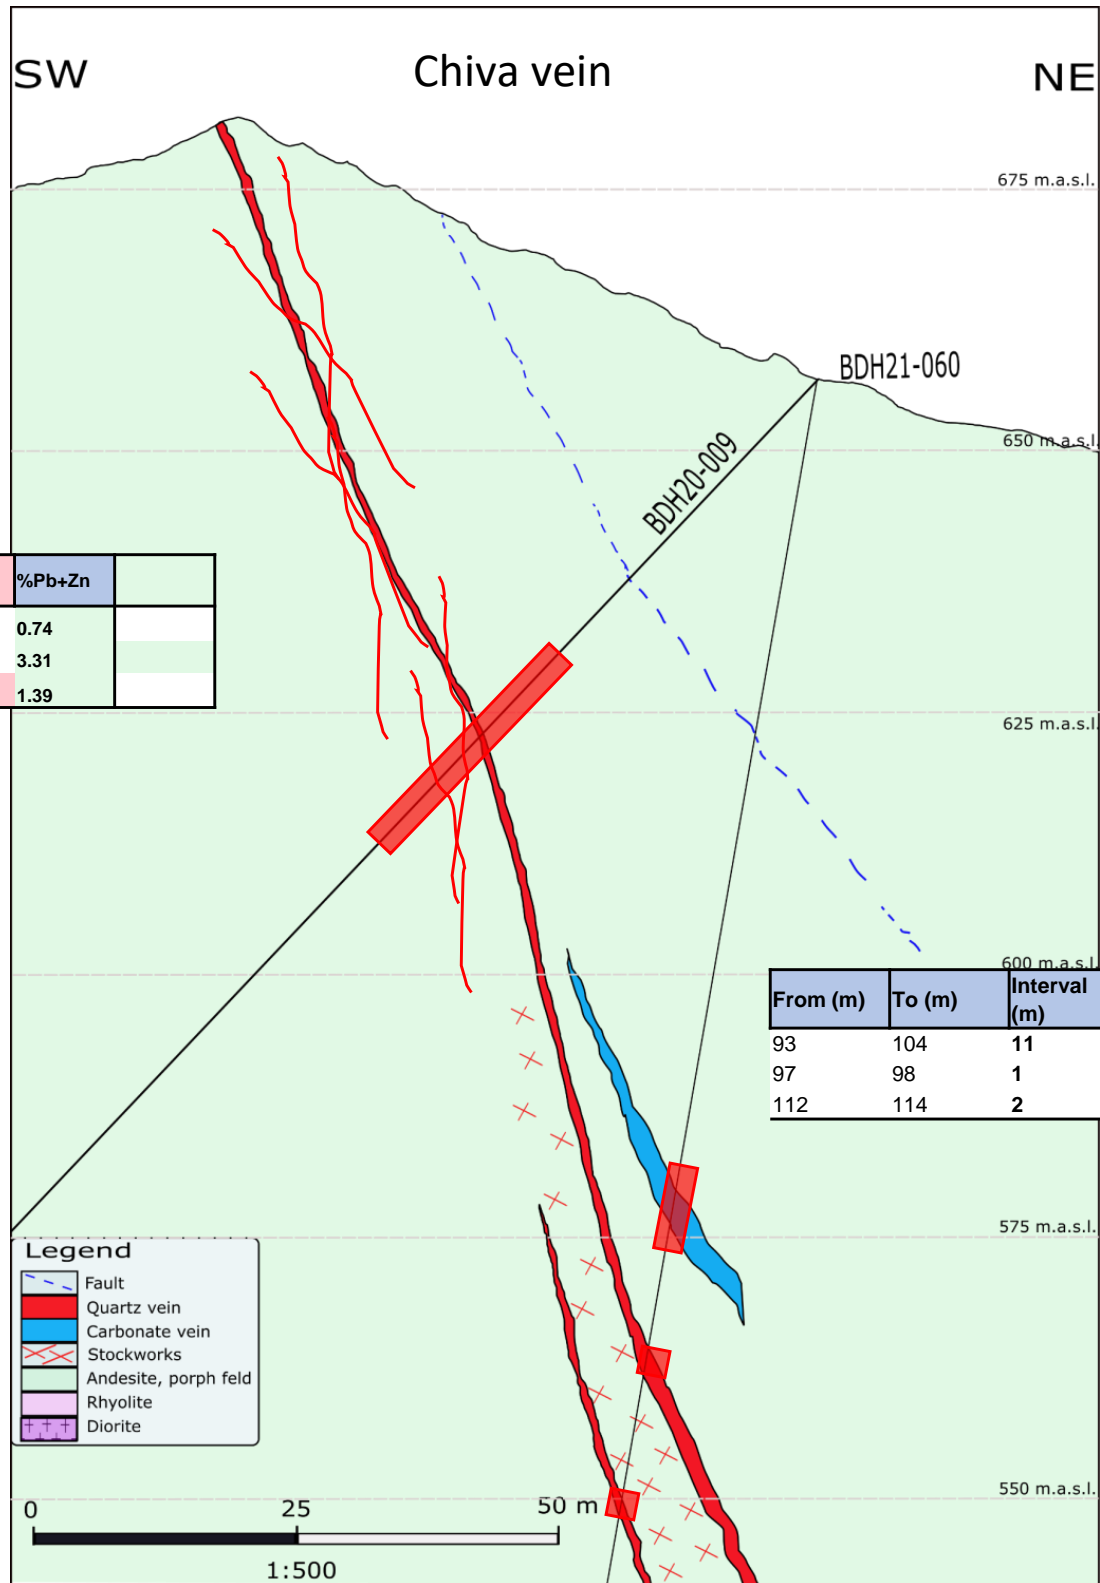 SW
Chiva vein
NE
675 m.a.s.l.
BDH21-060
650 m.a.s.l.
BDH20-009
%Pb+Zn
0.74
3.31
1.39
625 m.a.s.l.
600 m.a.s.l.
From (m) To (m) Interval (m)
93 104 11
97 98 1
112 114 2
575 m.a.s.l.
Legend
Fault
Quartz vein
Carbonate vein
Stockworks
Andesite, porph feld
Rhyolite
Diorite
550 m.a.s.l.
0 25 50 m
1:500